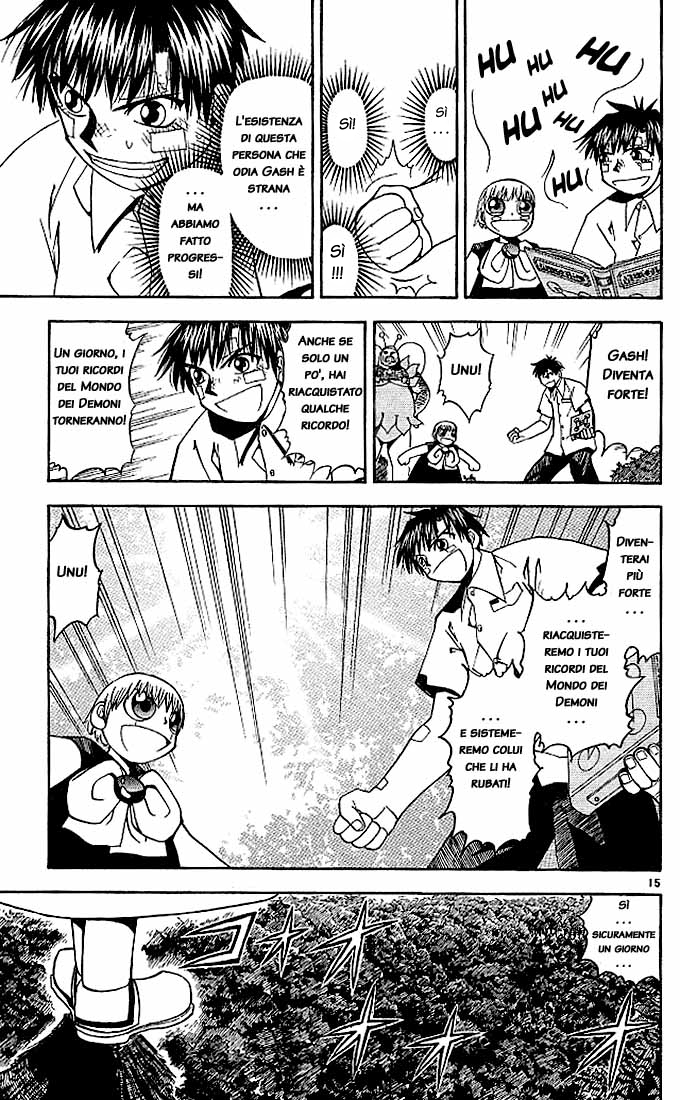 HU
HU
HU
HU
HU
HU
SÌ
...
SÌ!
SÌ
!!!
L'ESISTENZA
DI QUESTA
PERSONA CHE
ODIA GASH È
STRANA
...
...
MA
ABBIAMO
FATTO
PROGRES-
SI!
GASH!
DIVENTA
FORTE!
UNU!
ANCHE SE
SOLO UN
PO', HAI
RIACQUISTATO
QUALCHE
RICORDO!
UN GIORNO, I
TUOI RICORDI
DEL MONDO
DEI DEMONI
TORNERANNO!
DIVEN-
TERAI
PIÙ
FORTE
...
...
RIACQUISTE-
REMO I TUOI
RICORDI DEL
MONDO DEI
DEMONI
...
E SISTEME-
REMO COLUI
CHE LI HA
RUBATI!
UNU!
15
SÌ
...
SICURAMENTE
UN GIORNO
...